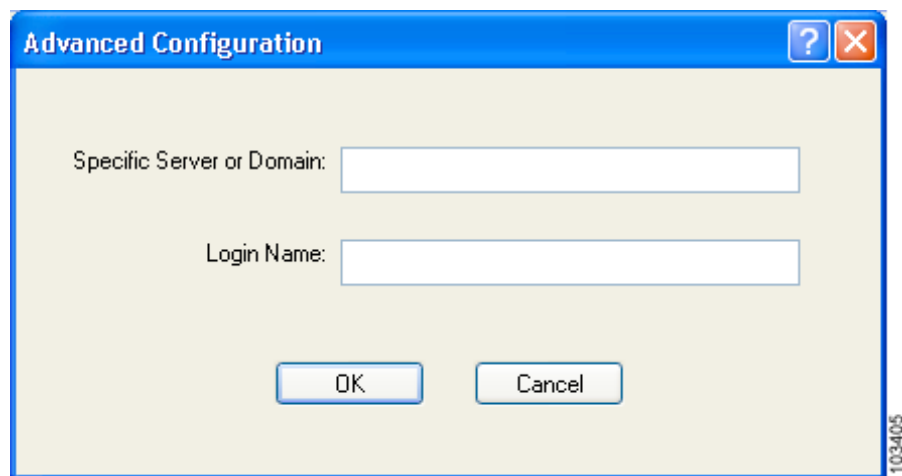 Advanced Configuration
?
Specific Server or Domain:
Login Name:
OK Cancel
103405